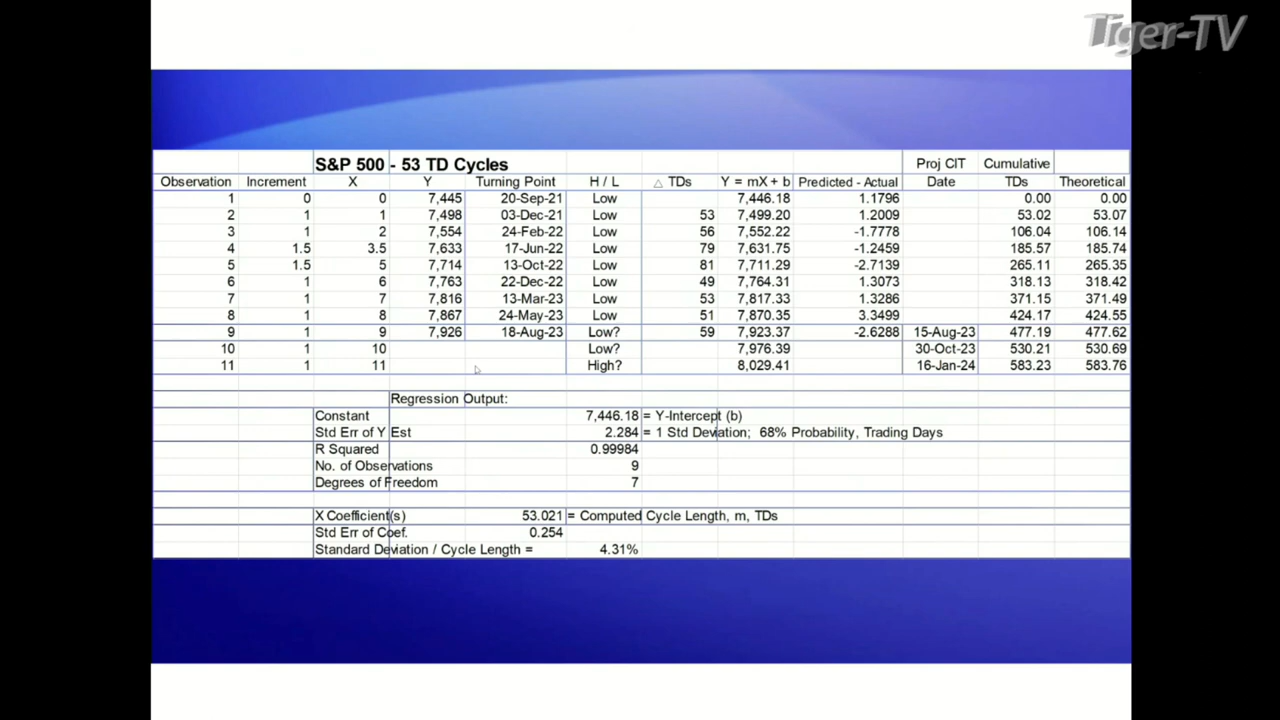 Tiger-TV
S&P 500 - 53 TD Cycles Proj CIT Cumulative
Observation Increment X Y Turning Point H / L △ TDs Y = mX + b Predicted - Actual Date TDs Theoretical
1 0 0 7,445 20-Sep-21 Low 7,446.18 1.1796 0.00 0.00
2 1 1 7,498 03-Dec-21 Low 53 7,499.20 1.2009 53.02 53.07
3 1 2 7,554 24-Feb-22 Low 56 7,552.22 -1.7778 106.04 106.14
4 1.5 3.5 7,633 17-Jun-22 Low 79 7,631.75 -1.2459 185.57 185.74
5 1.5 5 7,714 13-Oct-22 Low 81 7,711.29 -2.7139 265.11 265.35
6 1 6 7,763 22-Dec-22 Low 49 7,764.31 1.3073 318.13 318.42
7 1 7 7,816 13-Mar-23 Low 53 7,817.33 1.3286 371.15 371.49
8 1 8 7,867 24-May-23 Low 51 7,870.35 3.3499 424.17 424.55
9 1 9 7,926 18-Aug-23 Low? 59 7,923.37 -2.6288 15-Aug-23 477.19 477.62
10 1 10 Low? 7,976.39 30-Oct-23 530.21 530.69
11 1 11 High? 8,029.41 16-Jan-24 583.23 583.76
Regression Output:
Constant 7,446.18 = Y-Intercept (b)
Std Err of Y Est 2.284 = 1 Std Deviation; 68% Probability, Trading Days
R Squared 0.99984
No. of Observations 9
Degrees of Freedom 7
X Coefficient(s) 53.021 = Computed Cycle Length, m, TDs
Std Err of Coef. 0.254
Standard Deviation / Cycle Length = 4.31%